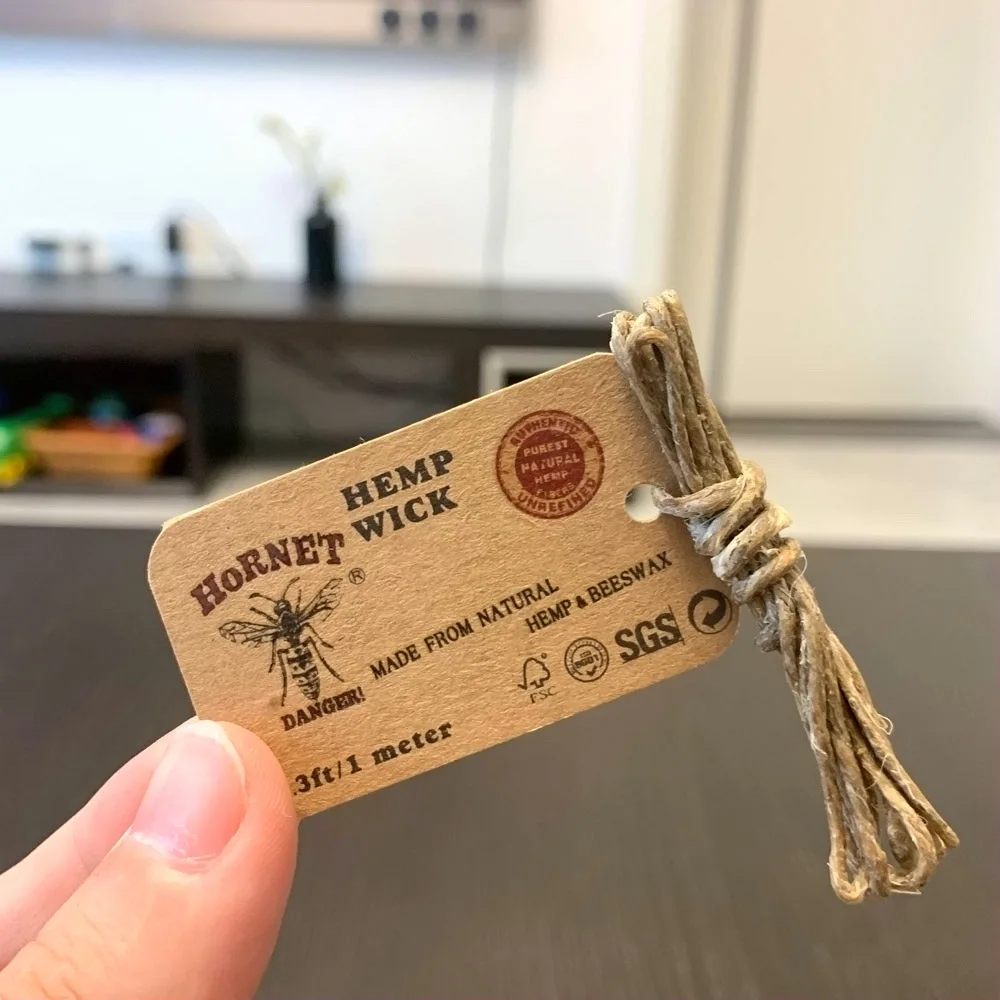 HEMP
WICK
HORNET
®
AUTHENTIC &
PUREST
NATURAL
HEMP
FIBERS
UNREFINED
MADE FROM NATURAL
HEMP & BEESWAX
DANGER!
FSC
SGS
.3ft/1 meter